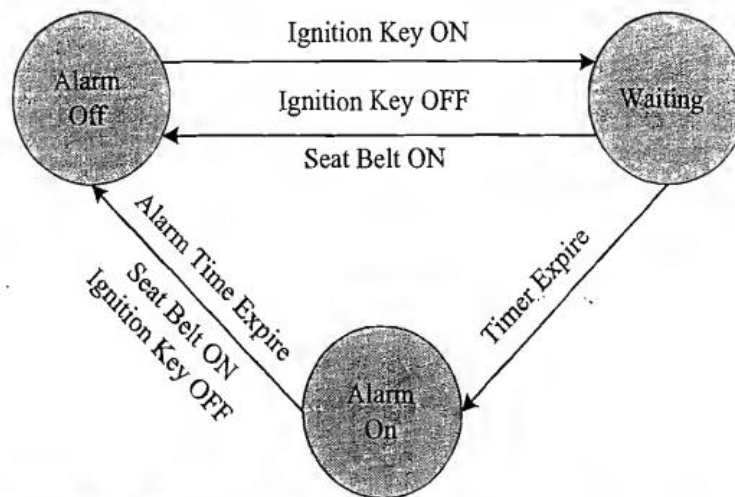 Ignition Key ON
Alarm
Off
Ignition Key OFF
Waiting
Seat Belt ON
Alarm Time Expire
Seat Belt ON
Ignition Key OFF
Timer Expire
Alarm
On